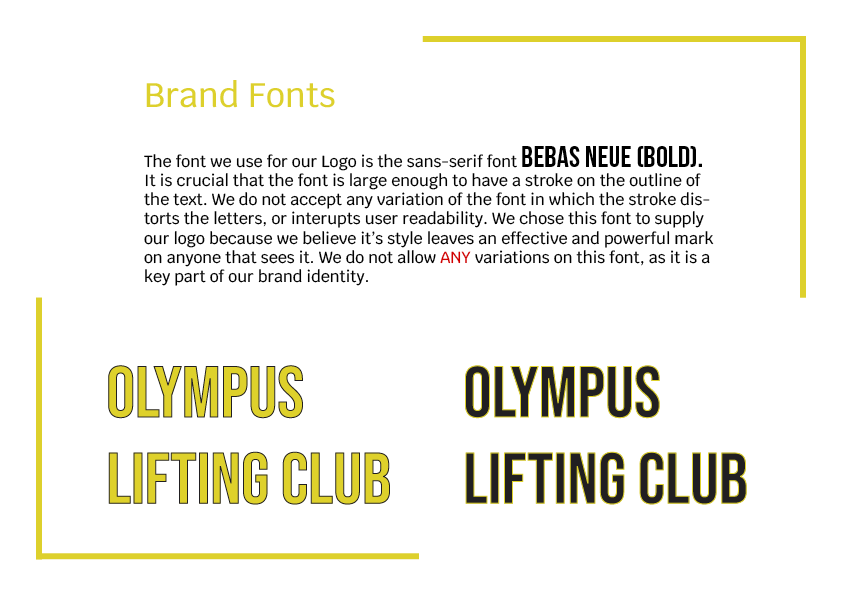 Brand Fonts
The font we use for our Logo is the sans-serif font BEBAS NEUE (BOLD).
It is crucial that the font is large enough to have a stroke on the outline of
the text. We do not accept any variation of the font in which the stroke dis-
torts the letters, or interupts user readability. We chose this font to supply
our logo because we believe it's style leaves an effective and powerful mark
on anyone that sees it. We do not allow ANY variations on this font, as it is a
key part of our brand identity.
OLYMPUS
LIFTING CLUB
OLYMPUS
LIFTING CLUB